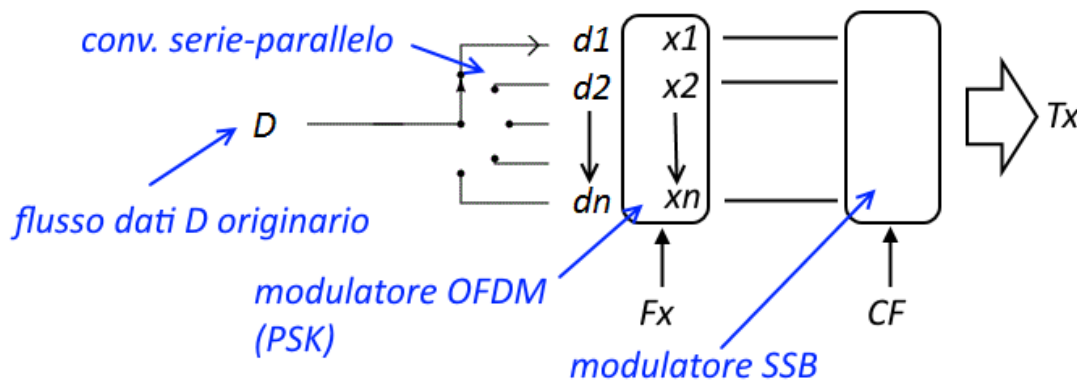 conv. serie-parallelo
d1
x1
d2
x2
D
Tx
dn
xn
flusso dati D originario
modulatore OFDM
(PSK)
Fx
CF
modulatore SSB